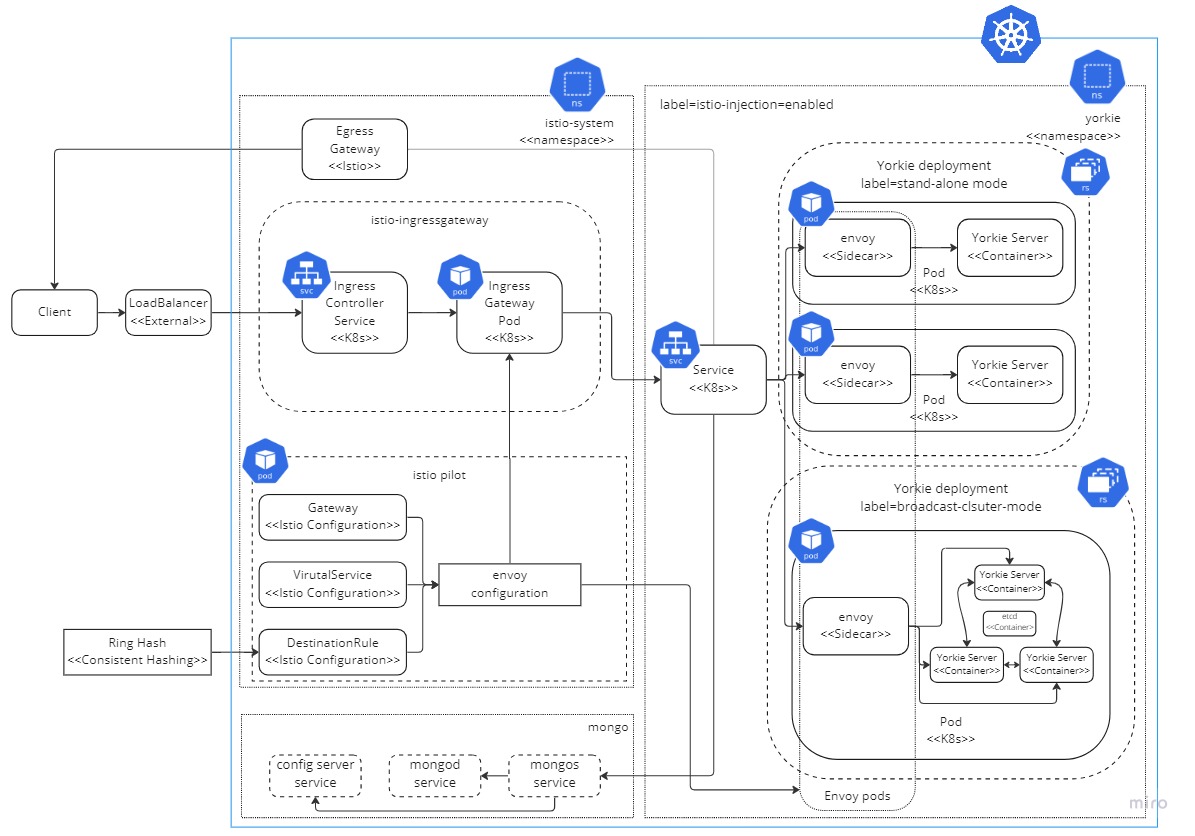 ns
istio-system
<<namespace>>
Egress
Gateway
<<Istio>>
istio-ingressgateway
svc
Ingress
Controller
Service
<<K8s>>
pod
Ingress
Gateway
Pod
<<K8s>>
Client
LoadBalancer
<<External>>
pod
istio pilot
Gateway
<<Istio Configuration>>
VirutalService
<<Istio Configuration>>
DestinationRule
<<Istio Configuration>>
envoy
configuration
Ring Hash
<<Consistent Hashing>>
mongo
config server
service
mongod
service
mongos
service
label=istio-injection=enabled
ns
yorkie
<<namespace>>
svc
Service
<<K8s>>
Yorkie deployment
label=stand-alone mode
rs
pod
envoy
<<Sidecar>>
Yorkie Server
<<Container>>
Pod
<<K8s>>
pod
envoy
<<Sidecar>>
Yorkie Server
<<Container>>
Pod
<<K8s>>
Yorkie deployment
label=broadcast-clsuter-mode
rs
pod
envoy
<<Sidecar>>
Yorkie Server
<<Container>>
etcd
<<Container>
Yorkie Server
<<Container>>
Yorkie Server
<<Container>>
Pod
<<K8s>>
Envoy pods
miro